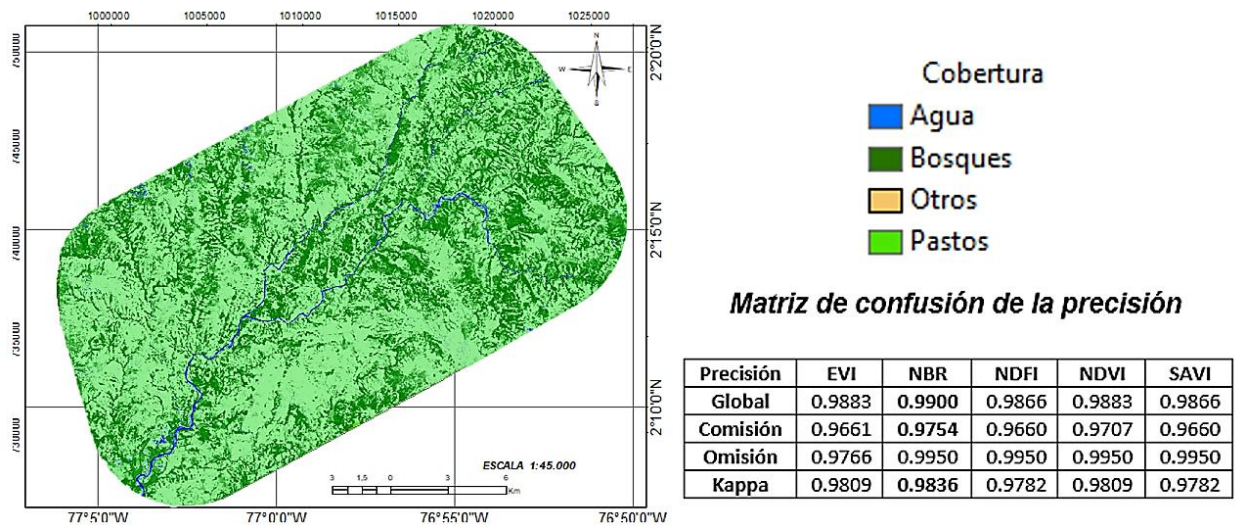 1000000 1005000 1010000 1015000 1020000 1025000
750000
745000
740000
735000
730000
2°20'0"N
2°15'0"N
2°10'0"N
N
W E
S
ESCALA 1:45.000
3 1,5 0 3 6
Km
77°5'0"W 77°0'0"W 76°55'0"W 76°50'0"W
Cobertura
Agua
Bosques
Otros
Pastos
Matriz de confusión de la precisión
Precisión EVI NBR NDFI NDVI SAVI
Global 0.9883 0.9900 0.9866 0.9883 0.9866
Comisión 0.9661 0.9754 0.9660 0.9707 0.9660
Omisión 0.9766 0.9950 0.9950 0.9950 0.9950
Kappa 0.9809 0.9836 0.9782 0.9809 0.9782